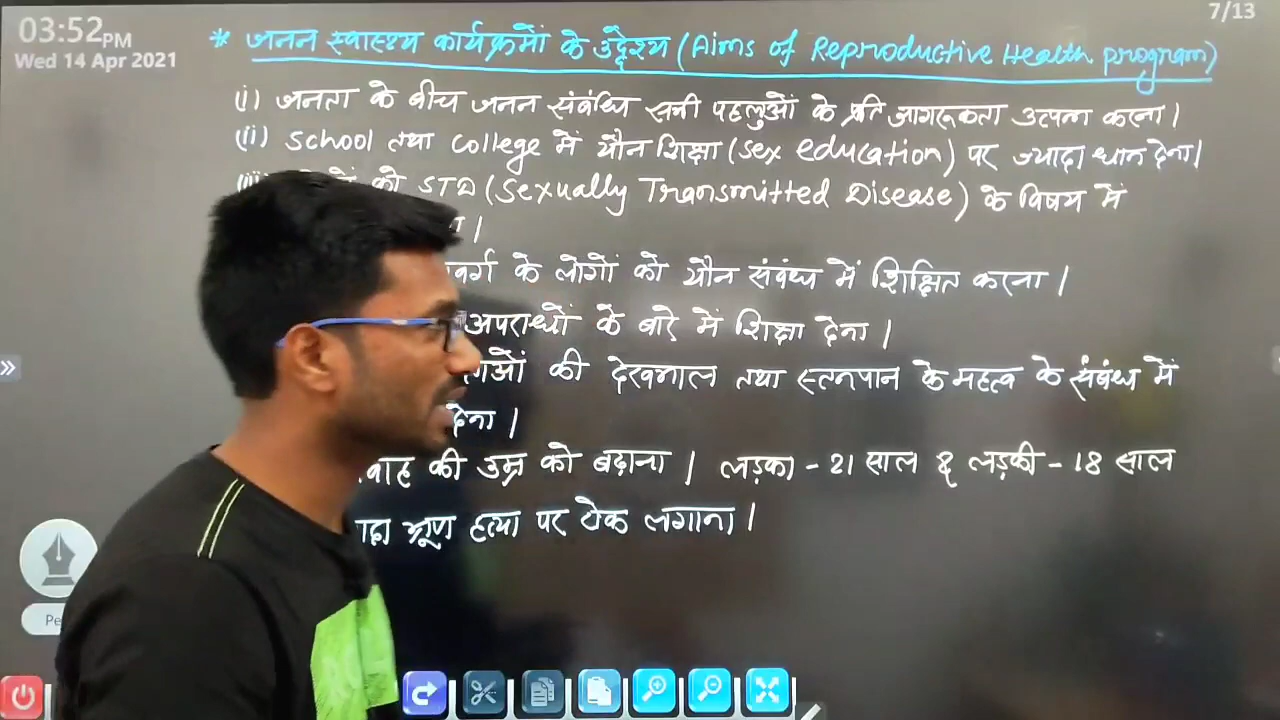 03:52PM
7/13
Wed 14 Apr 2021
* जनन स्वास्थ्य कार्यक्रमों के उद्देश्य (Aims of Reproductive Health program)
(i) जनता के बीच जनन संबंधि सभी पहलुओं के प्रति जागरूकता उत्पन्न करना।
(ii) School तथा College में यौन शिक्षा (sex education) पर ज्यादा ध्यान देना।
को STD (Sexually Transmitted Disease) के विषय में
।
वर्ग के लोगों को यौन संबंध में शिक्षित करना।
अपराधों के बारे में शिक्षा देना।
की देखभाल तथा स्तनपान के महत्व के संबंध में
देना।
की उम्र को बढ़ाना। लड़का - 21 साल & लड़की - 18 साल
भ्रूण हत्या पर रोक लगाना।
Pe